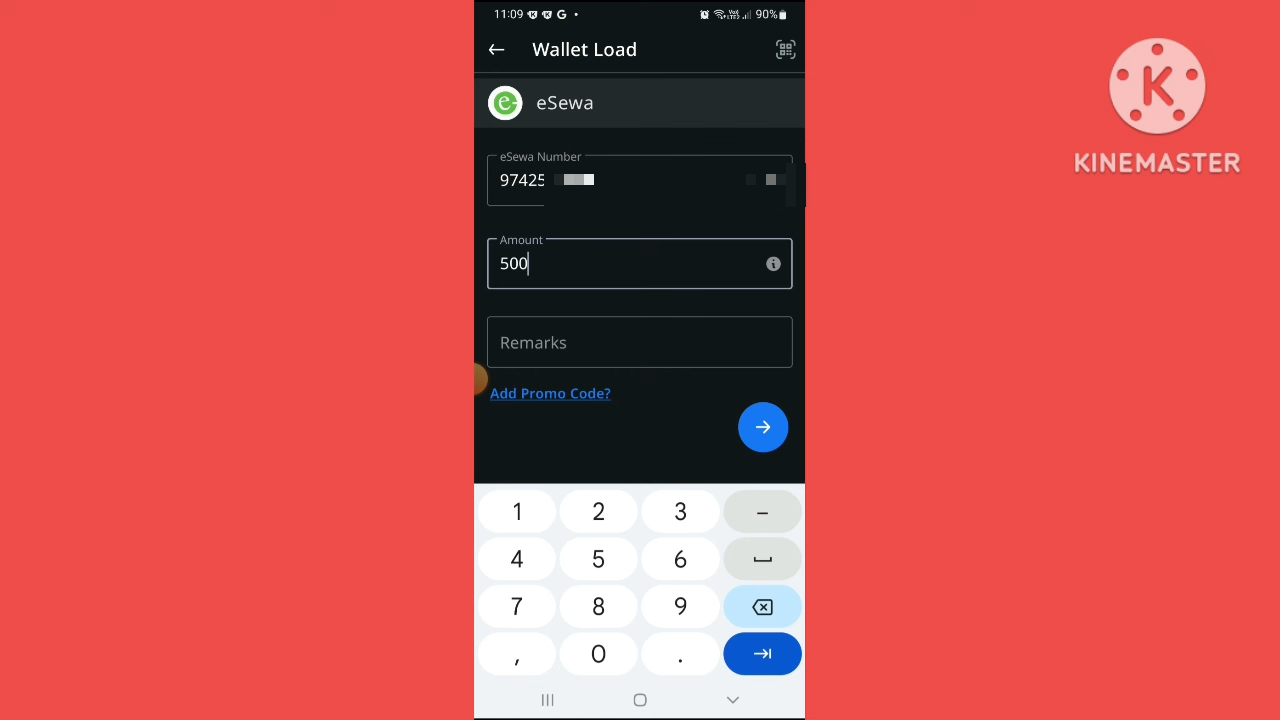 11:09
90%
Wallet Load
eSewa
eSewa Number
97425
Amount
500
Remarks
Add Promo Code?
1 2 3 –
4 5 6
7 8 9
, 0 .
K
KINEMASTER